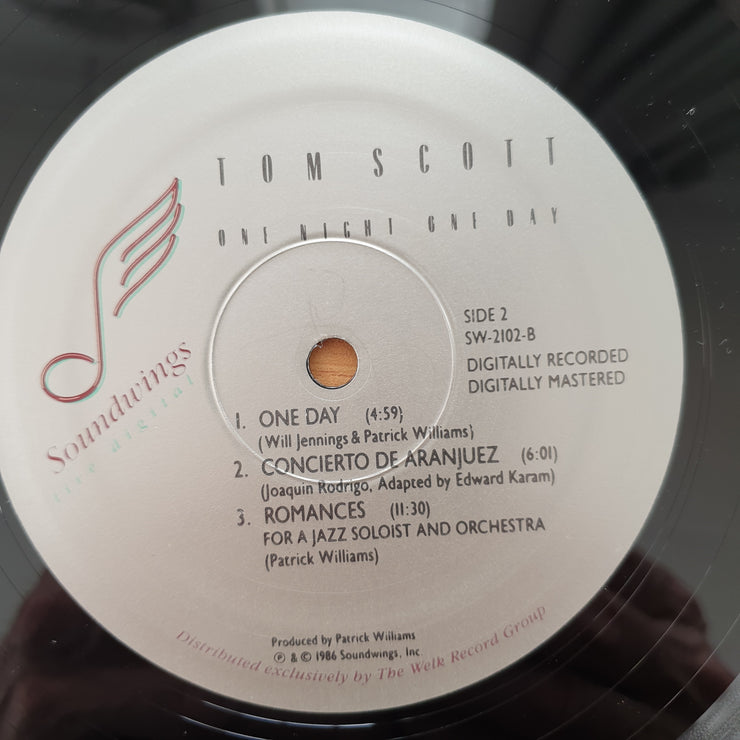 TOM SCOTT
ONE NIGHT ONE DAY
SIDE 2
SW-2102-B
DIGITALLY RECORDED
DIGITALLY MASTERED
Soundwings
1. ONE DAY (4:59)
(Will Jennings & Patrick Williams)
2. CONCIERTO DE ARANJUEZ (6:01)
(Joaquin Rodrigo, Adapted by Edward Karam)
3. ROMANCES (11:30)
FOR A JAZZ SOLOIST AND ORCHESTRA
(Patrick Williams)
Produced by Patrick Williams
℗ & © 1986 Soundwings, Inc.
Distributed exclusively by The Welk Record Group